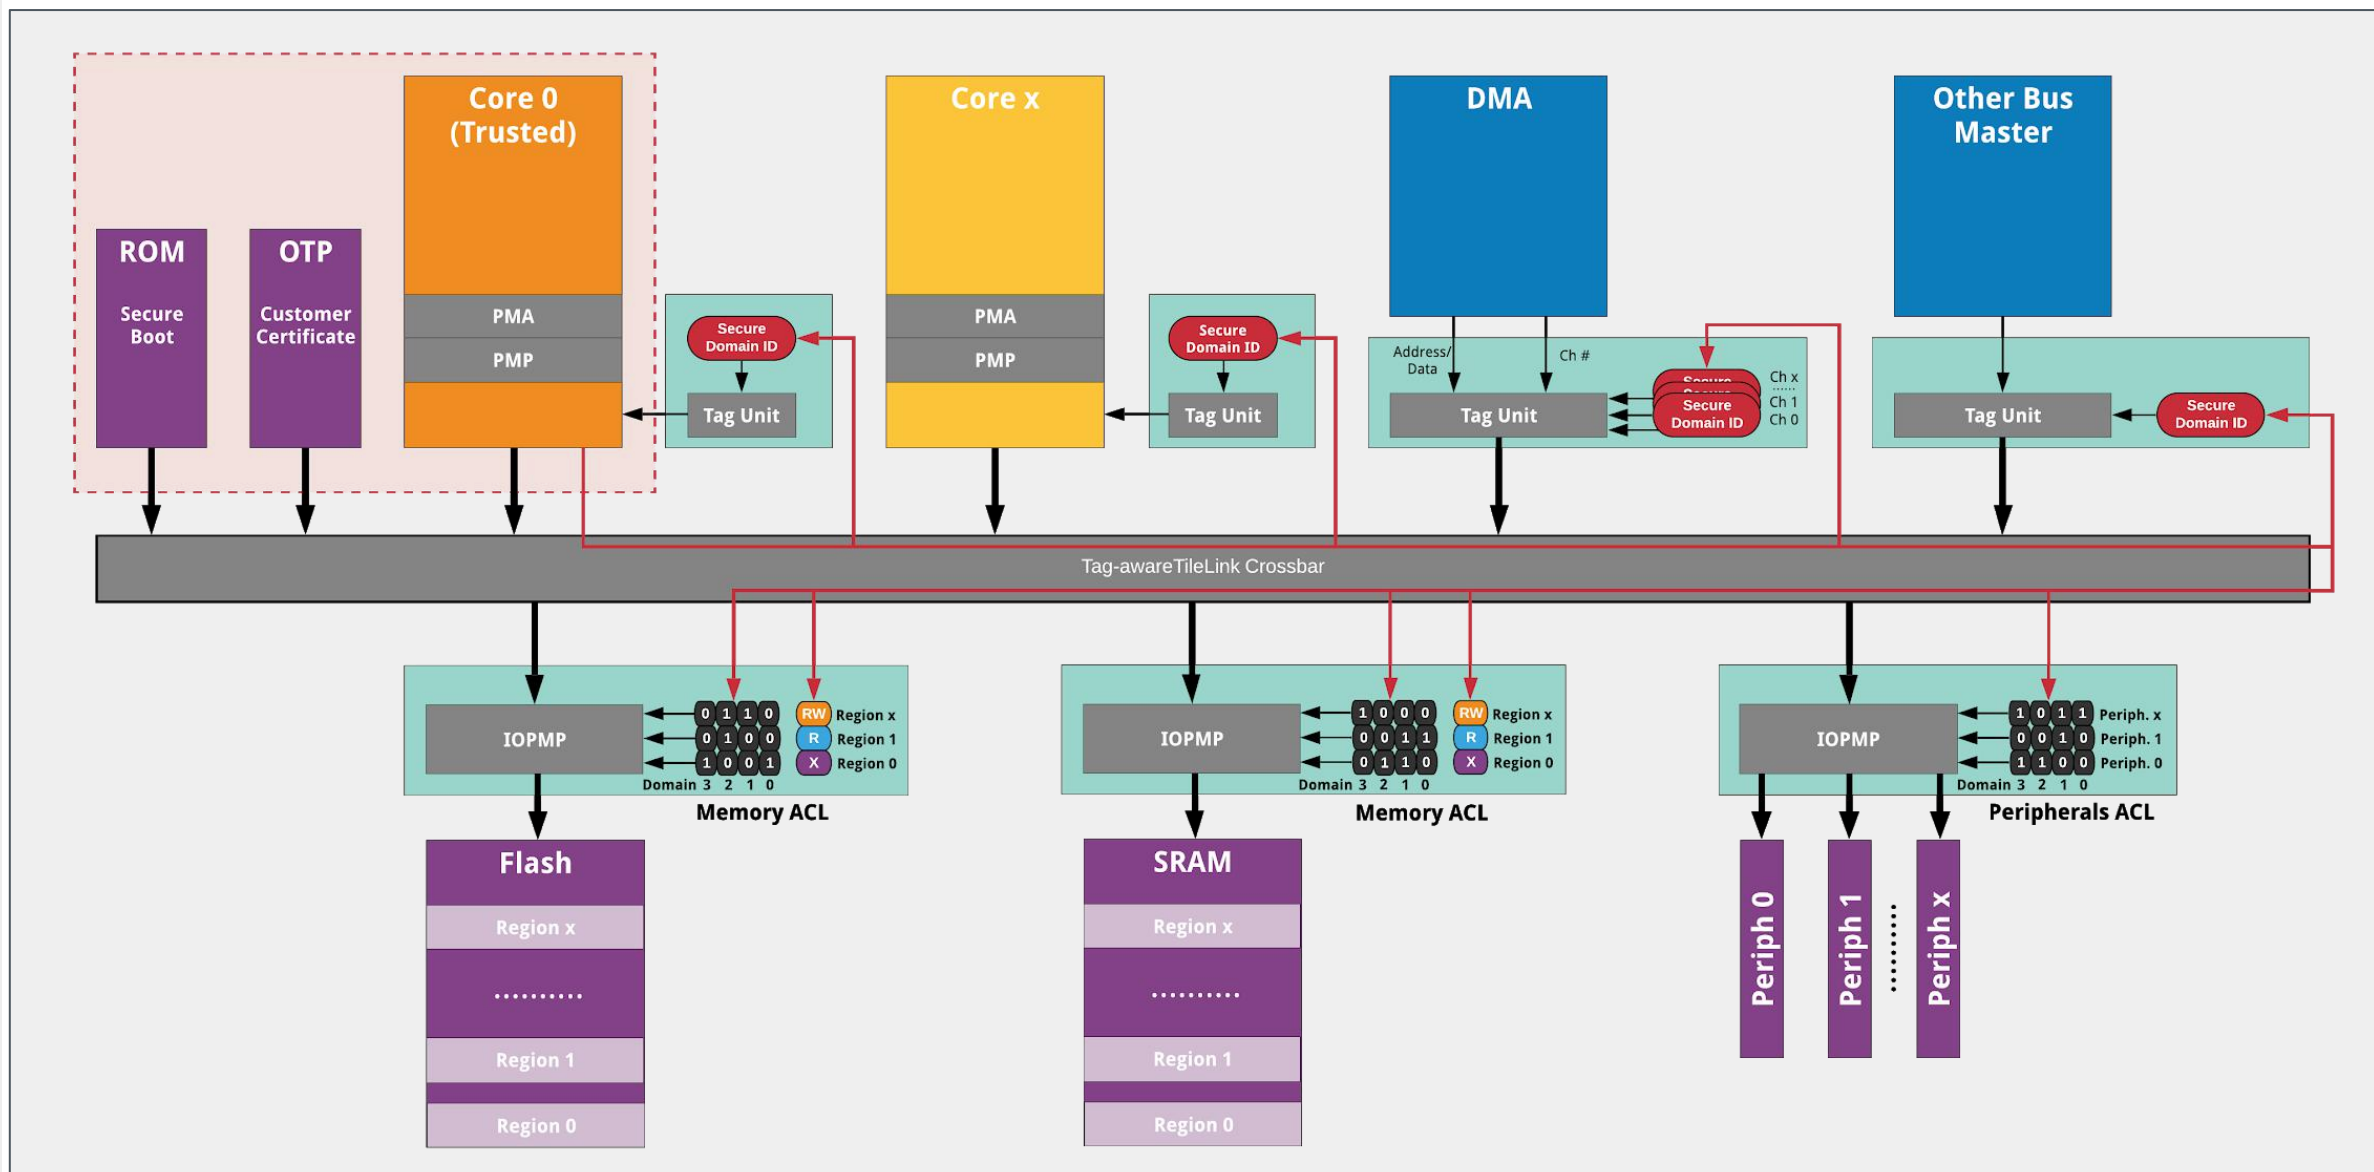 Core 0
(Trusted)
Core x
DMA
Other Bus
Master
ROM
Secure
Boot
OTP
Customer
Certificate
PMA
PMP
Secure
Domain ID
Tag Unit
PMA
PMP
Secure
Domain ID
Tag Unit
Address/
Data
Ch #
Tag Unit
Secure
Secure
Secure
Domain ID
Ch x
......
Ch 1
Ch 0
Tag Unit
Secure
Domain ID
Tag-awareTileLink Crossbar
IOPMP
0 1 1 0 RW Region x
0 1 0 0 R Region 1
1 0 0 1 X Region 0
Domain 3 2 1 0
Memory ACL
IOPMP
1 0 0 0 RW Region x
0 0 1 1 R Region 1
0 1 1 0 X Region 0
Domain 3 2 1 0
Memory ACL
IOPMP
1 0 1 1 Periph. x
0 0 1 0 Periph. 1
1 1 0 0 Periph. 0
Domain 3 2 1 0
Peripherals ACL
Flash
Region x
..........
Region 1
Region 0
SRAM
Region x
..........
Region 1
Region 0
Periph 0
Periph 1
..........
Periph x